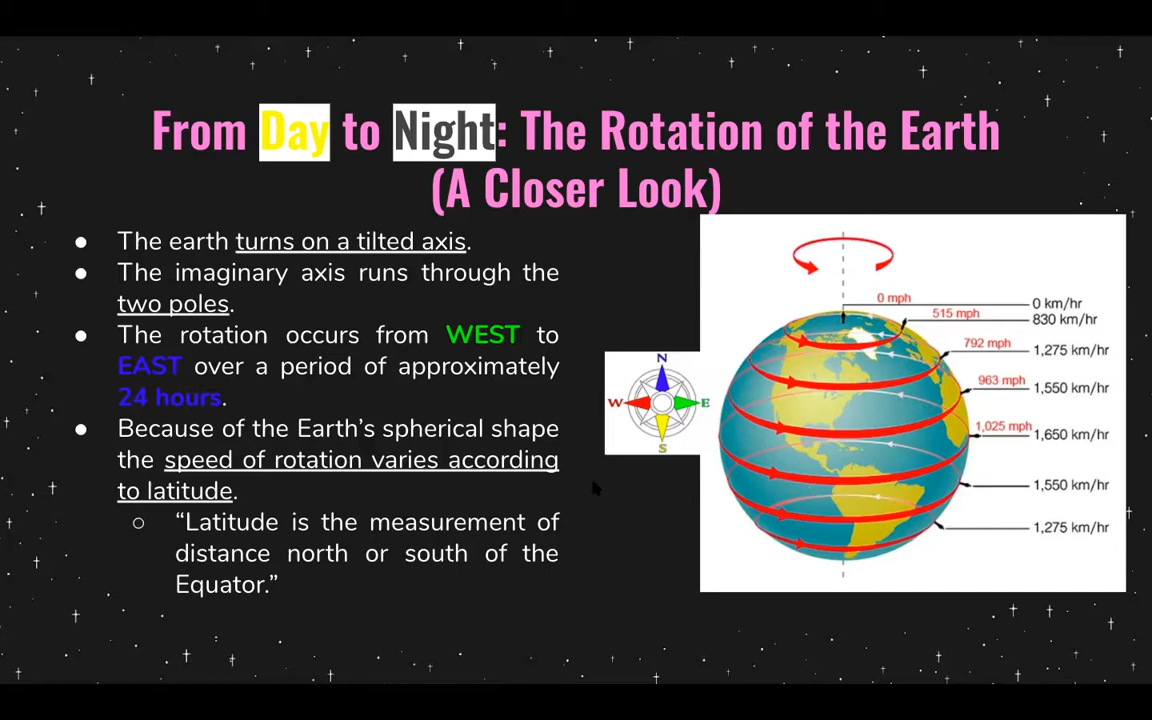 From Day to Night: The Rotation of the Earth
(A Closer Look)
● The earth turns on a tilted axis.
● The imaginary axis runs through the
two poles.
● The rotation occurs from WEST to
EAST over a period of approximately
24 hours.
● Because of the Earth’s spherical shape
the speed of rotation varies according
to latitude.
○ “Latitude is the measurement of
distance north or south of the
Equator.”
N
W E
S
0 mph 0 km/hr
515 mph 830 km/hr
792 mph 1,275 km/hr
963 mph 1,550 km/hr
1,025 mph 1,650 km/hr
1,550 km/hr
1,275 km/hr